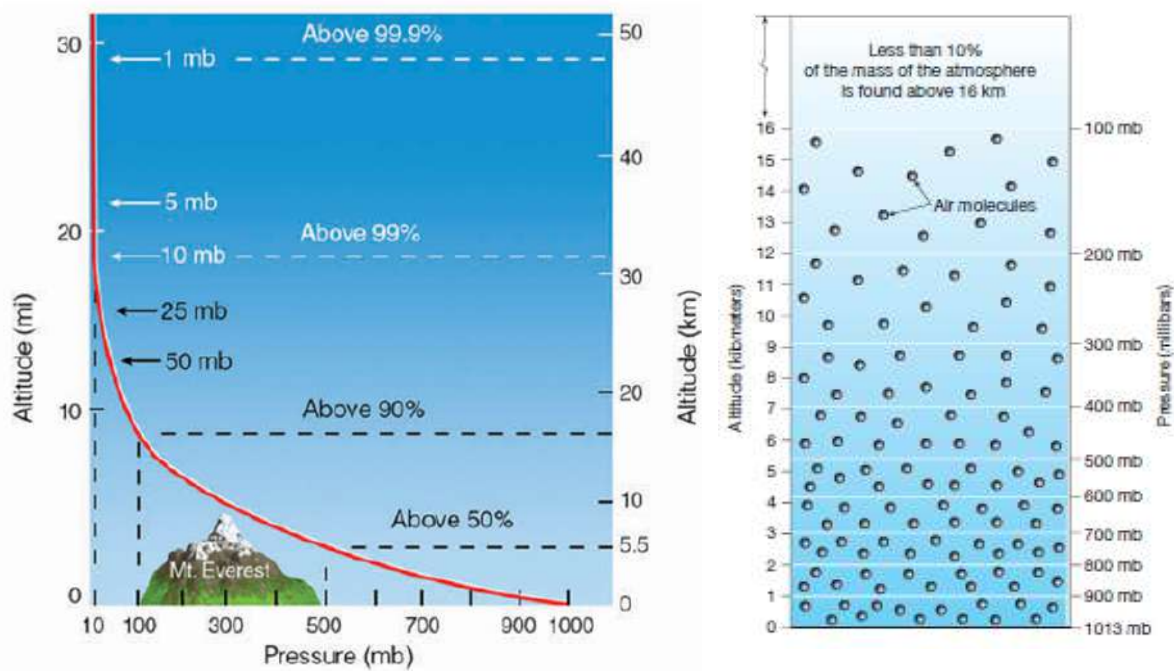 Above 99.9%
1 mb
5 mb
Above 99%
10 mb
25 mb
50 mb
Above 90%
Above 50%
Mt. Everest
30
20
10
0
Altitude (mi)
50
40
30
20
10
5.5
0
Altitude (km)
10 100 300 500 700 900 1000
Pressure (mb)
Less than 10%
of the mass of the atmosphere
is found above 16 km
Air molecules
16
15
14
13
12
11
10
9
8
7
6
5
4
3
2
1
0
Altitude (kilometers)
100 mb
200 mb
300 mb
400 mb
500 mb
600 mb
700 mb
800 mb
900 mb
1013 mb
Pressure (millibars)